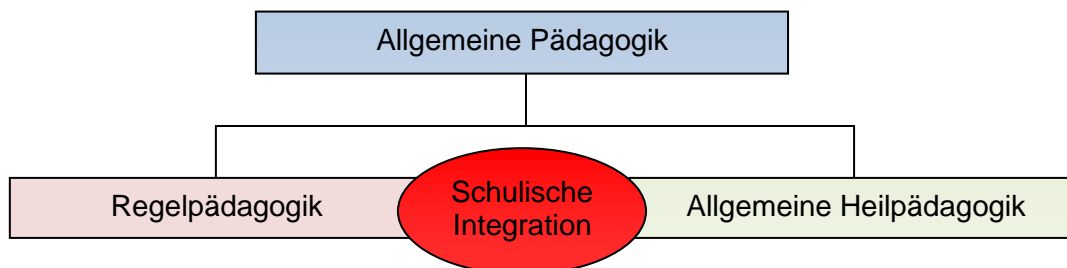 Allgemeine Pädagogik
Regelpädagogik
Schulische
Integration
Allgemeine Heilpädagogik